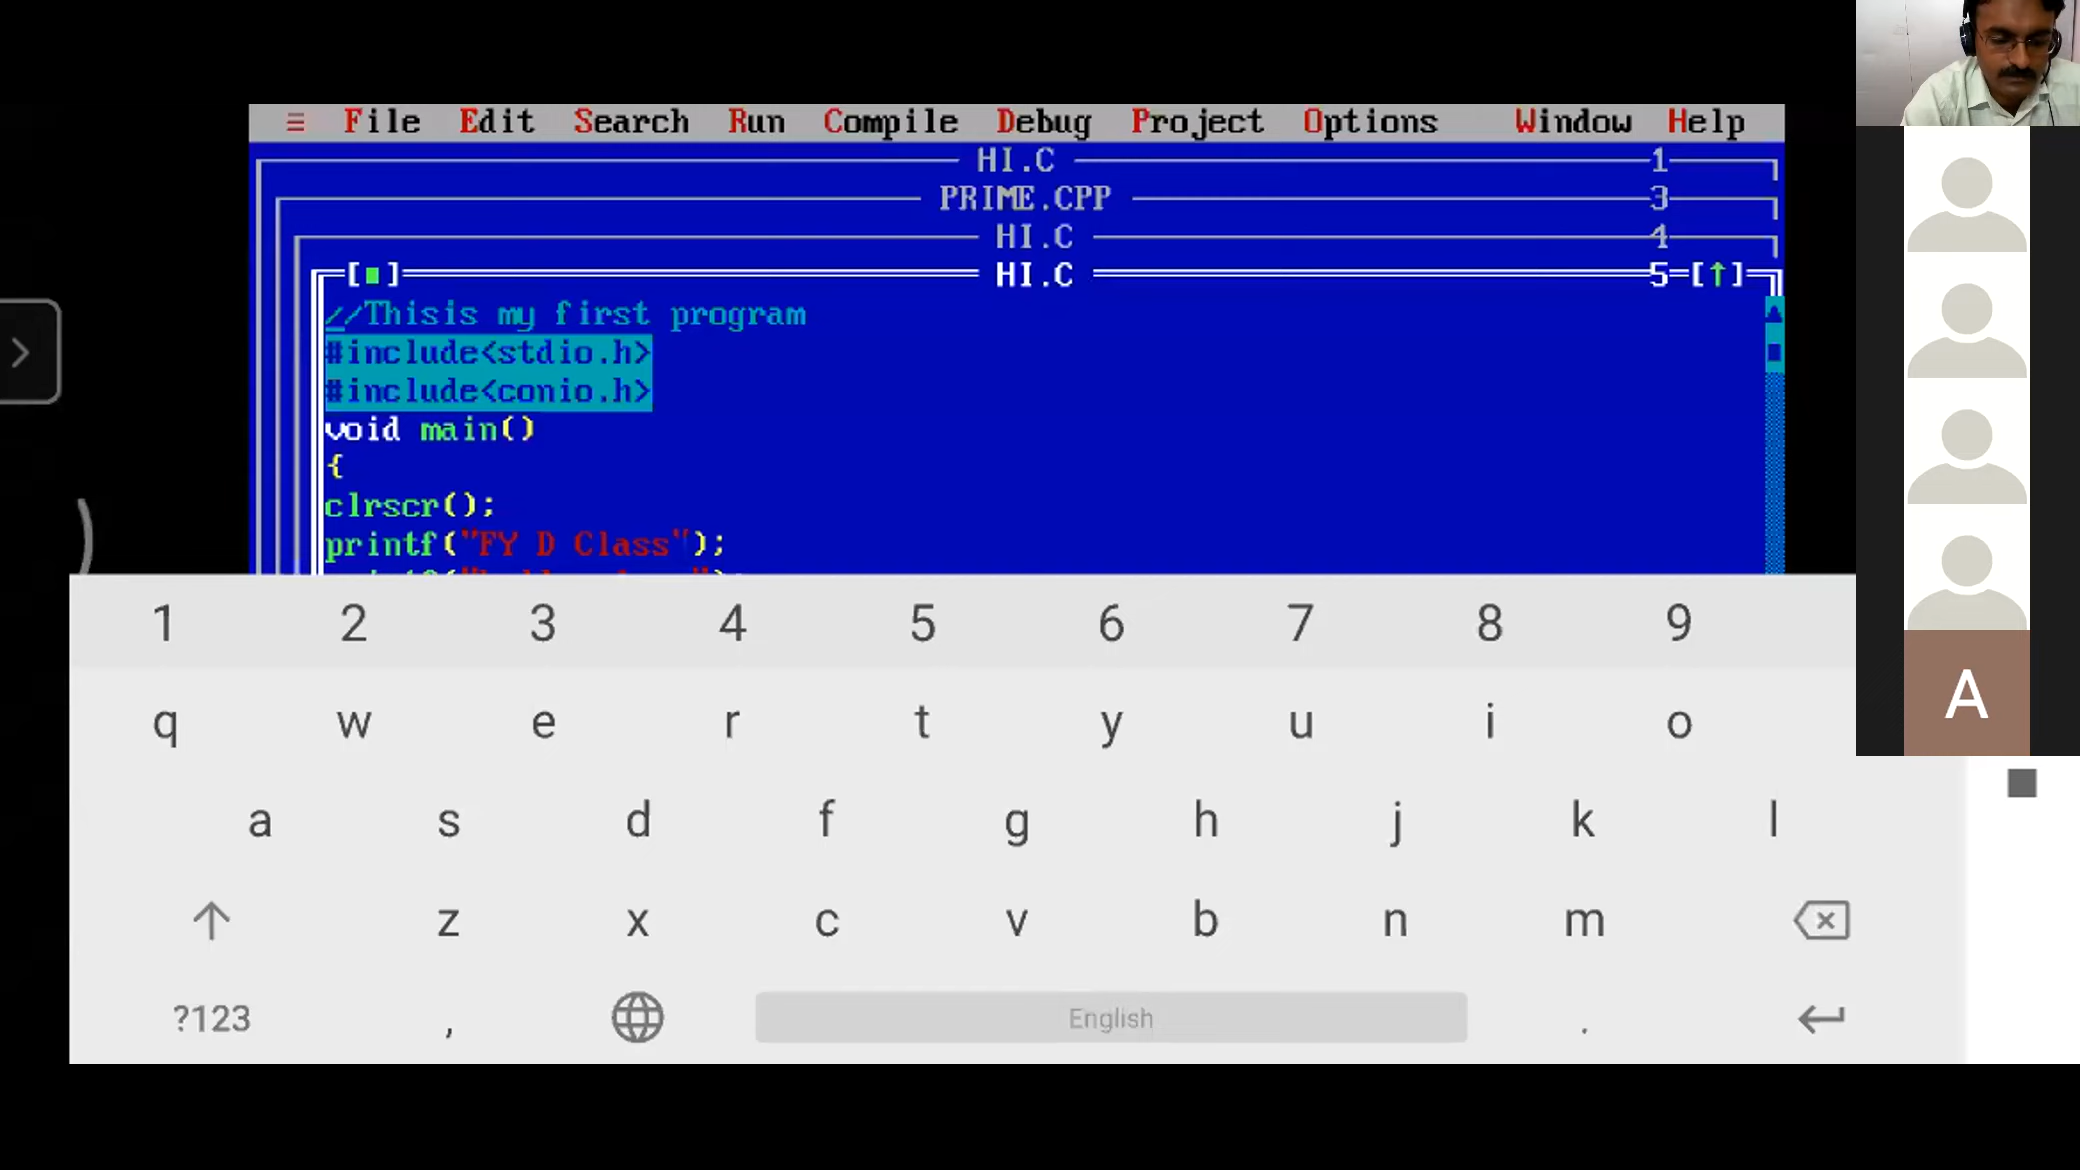 ≡ File Edit Search Run Compile Debug Project Options Window Help
HI.C 1
PRIME.CPP 3
HI.C 4
[■] HI.C 5=[↑]
//Thisis my first program
#include<stdio.h>
#include<conio.h>
void main()
{
clrscr();
printf("FY D Class");
1 2 3 4 5 6 7 8 9
q w e r t y u i o
a s d f g h j k l
z x c v b n m
?123 , English .
A